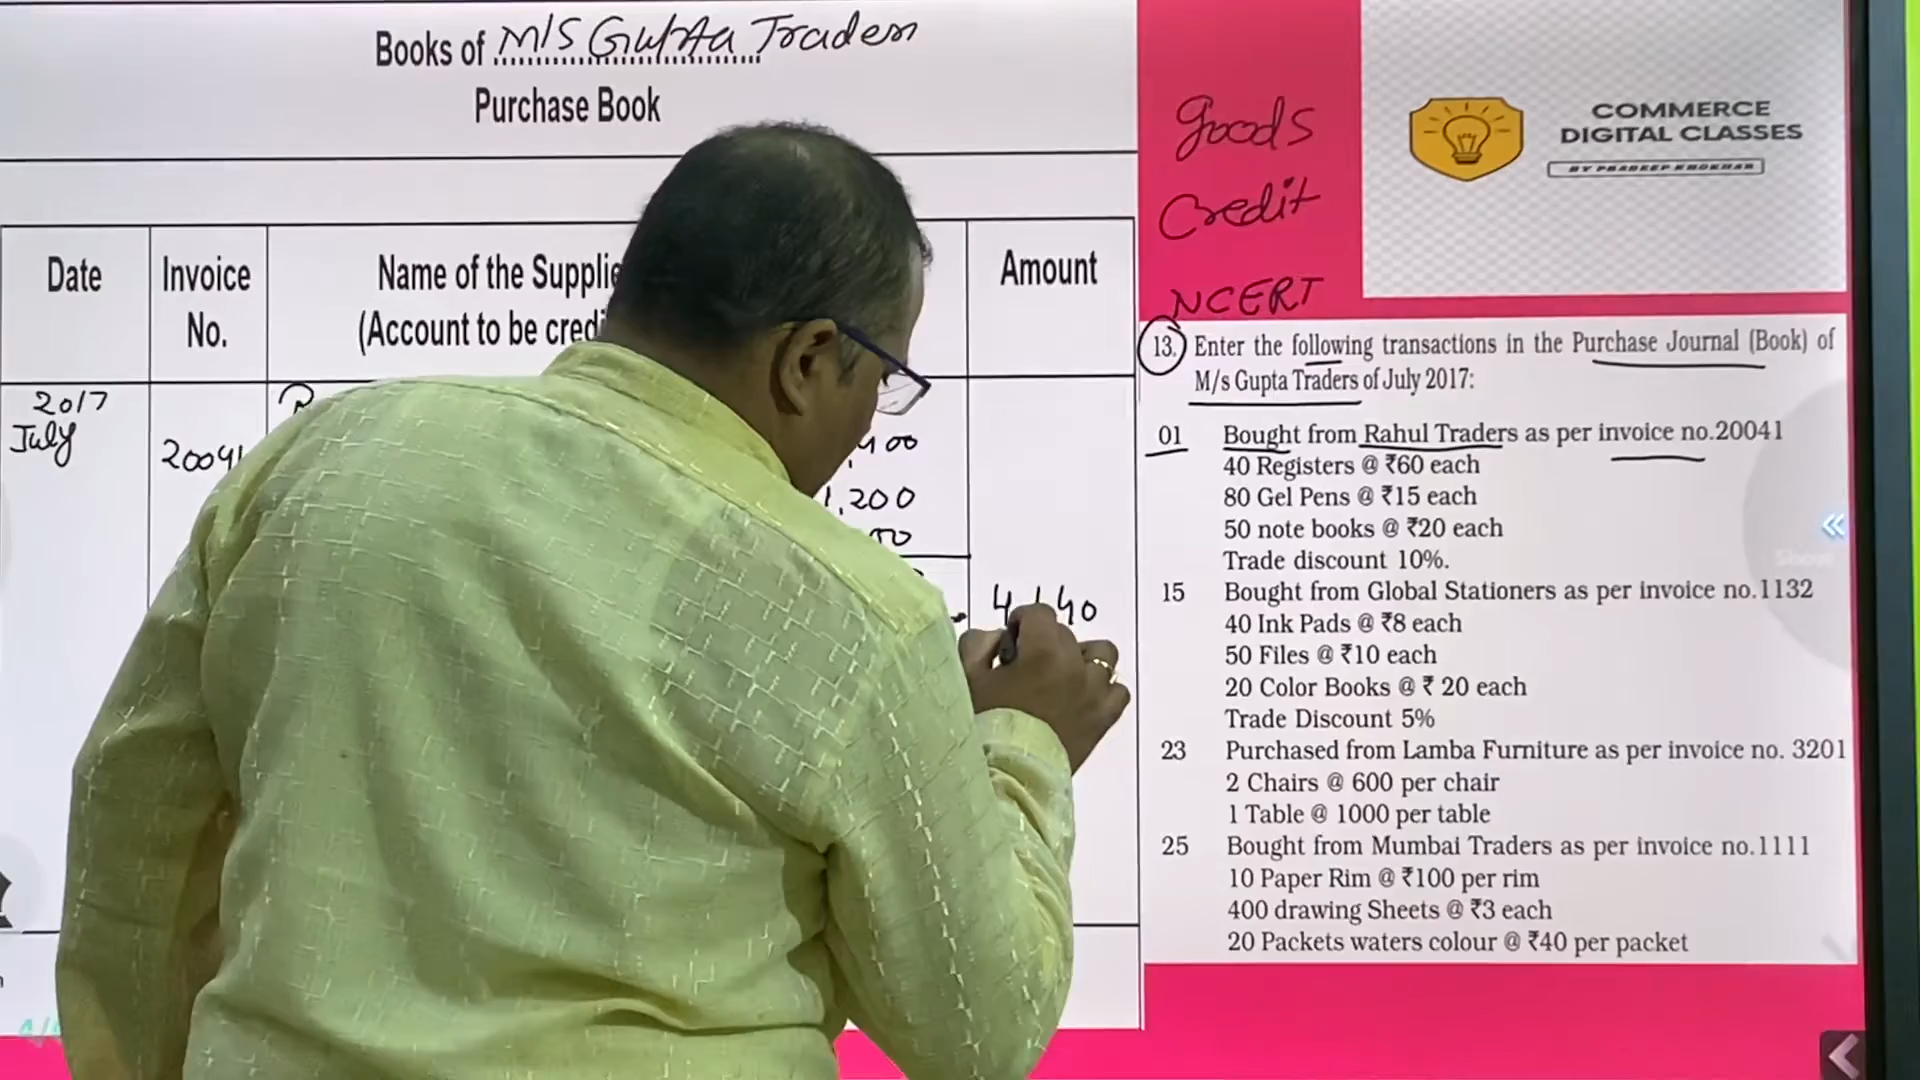 Books of M/S Gupta Traders
Purchase Book
Date
Invoice No.
Name of the Supplie
(Account to be credi
Amount
2017
July
20041
,400
1,200
4,140
Goods
Credit
NCERT
COMMERCE
DIGITAL CLASSES
BY PRADEEP KHOKHAR
13. Enter the following transactions in the Purchase Journal (Book) of
M/s Gupta Traders of July 2017:
01 Bought from Rahul Traders as per invoice no.20041
40 Registers @ ₹60 each
80 Gel Pens @ ₹15 each
50 note books @ ₹20 each
Trade discount 10%.
15 Bought from Global Stationers as per invoice no.1132
40 Ink Pads @ ₹8 each
50 Files @ ₹10 each
20 Color Books @ ₹ 20 each
Trade Discount 5%
23 Purchased from Lamba Furniture as per invoice no. 3201
2 Chairs @ 600 per chair
1 Table @ 1000 per table
25 Bought from Mumbai Traders as per invoice no.1111
10 Paper Rim @ ₹100 per rim
400 drawing Sheets @ ₹3 each
20 Packets waters colour @ ₹40 per packet